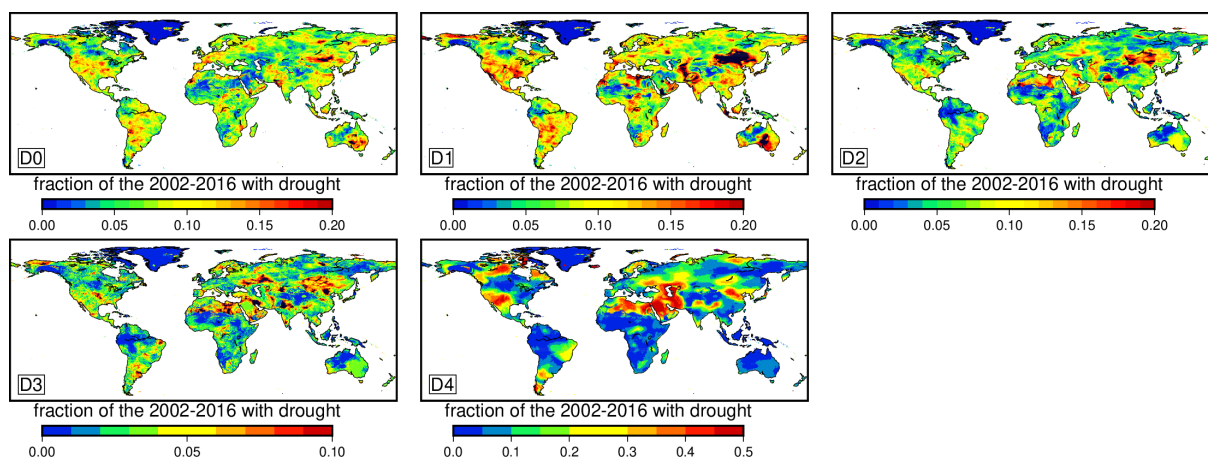 D0
D1
D2
fraction of the 2002-2016 with drought
fraction of the 2002-2016 with drought
fraction of the 2002-2016 with drought
0.00 0.05 0.10 0.15 0.20
0.00 0.05 0.10 0.15 0.20
0.00 0.05 0.10 0.15 0.20
D3
D4
fraction of the 2002-2016 with drought
fraction of the 2002-2016 with drought
0.00 0.05 0.10
0.0 0.1 0.2 0.3 0.4 0.5